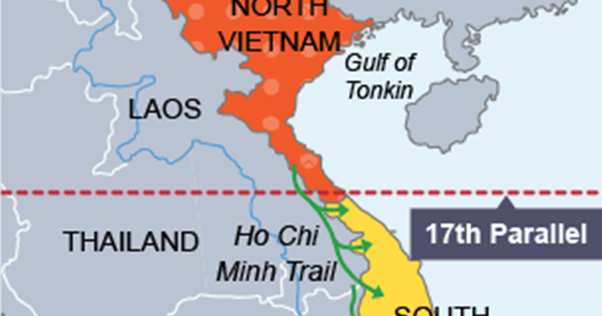 NORTH
VIETNAM
Gulf of
Tonkin
LAOS
17th Parallel
THAILAND
Ho Chi
Minh Trail
SOUTH